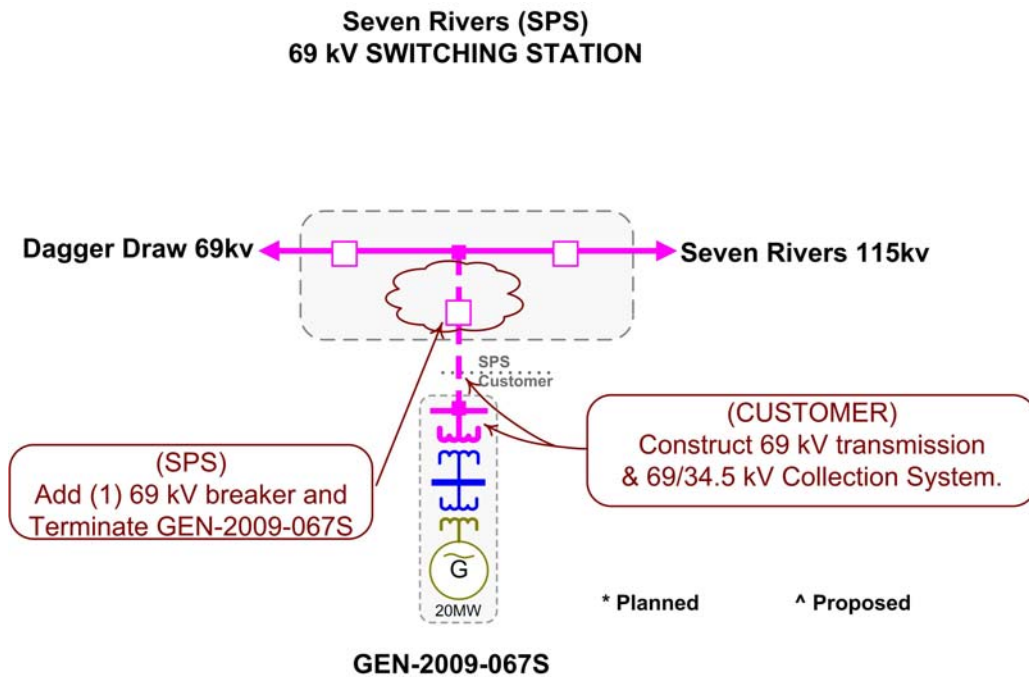 Seven Rivers (SPS)
69 kV SWITCHING STATION
Dagger Draw 69kv
Seven Rivers 115kv
SPS
Customer
(SPS)
Add (1) 69 kV breaker and
Terminate GEN-2009-067S
(CUSTOMER)
Construct 69 kV transmission
& 69/34.5 kV Collection System.
G
20MW
* Planned
^ Proposed
GEN-2009-067S